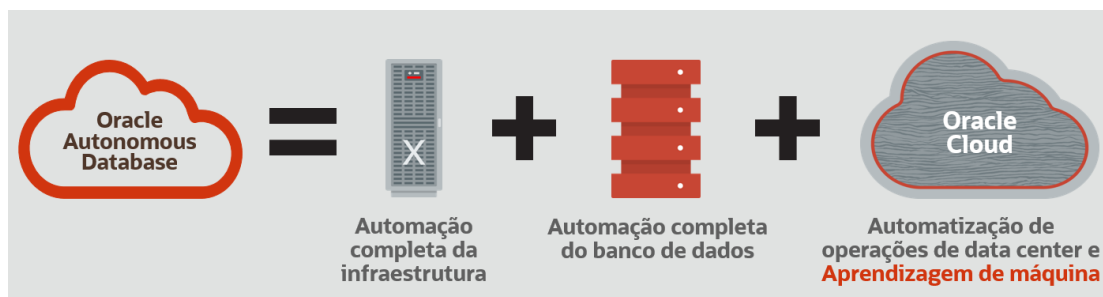 Oracle
Autonomous
Database
X
Oracle
Cloud
Automação
completa da
infraestrutura
Automação completa
do banco de dados
Automatização de
operações de data center e
Aprendizagem de máquina